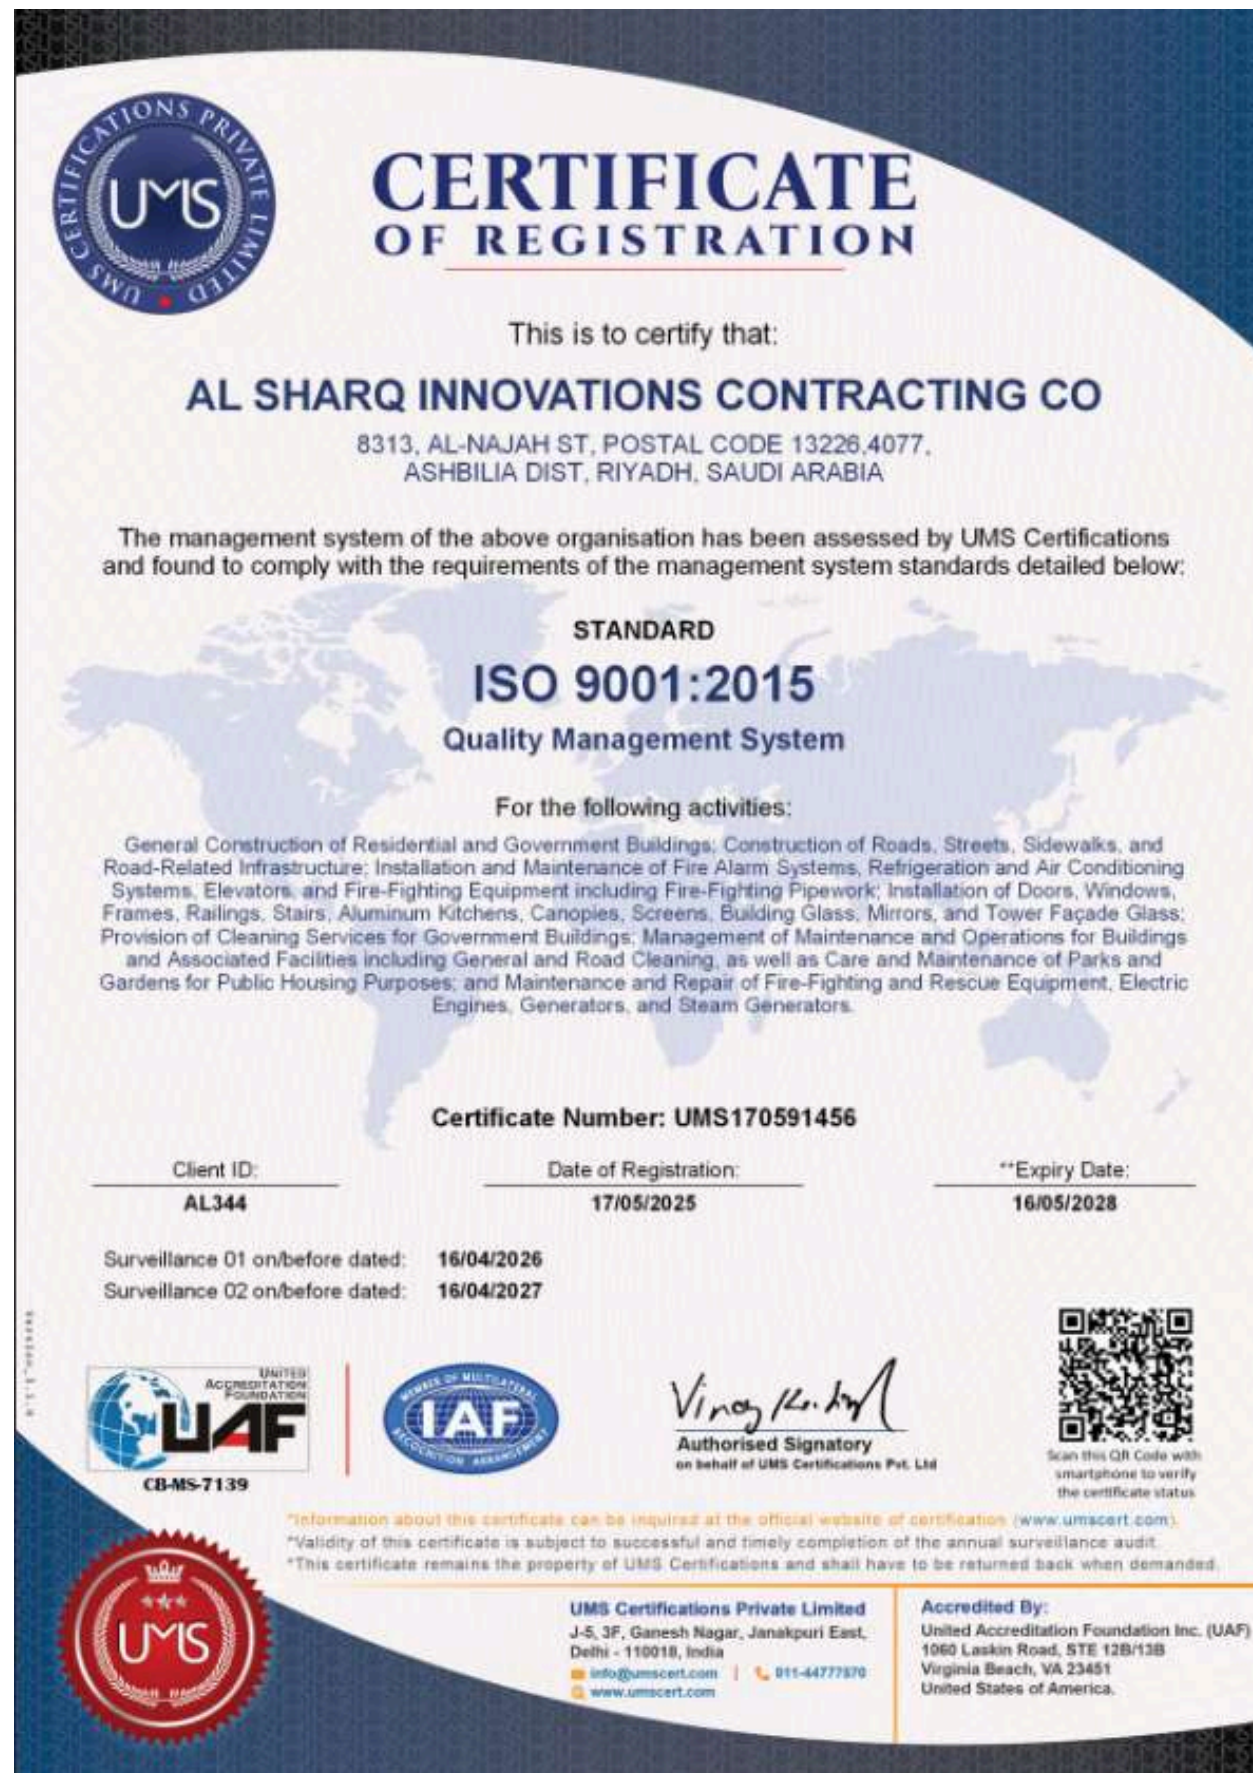 UMS CERTIFICATIONS PRIVATE LIMITED
UMS
CERTIFICATE
OF REGISTRATION
This is to certify that:
AL SHARQ INNOVATIONS CONTRACTING CO
8313, AL-NAJAH ST, POSTAL CODE 13226,4077,
ASHBILIA DIST, RIYADH, SAUDI ARABIA
The management system of the above organisation has been assessed by UMS Certifications
and found to comply with the requirements of the management system standards detailed below:
STANDARD
ISO 9001:2015
Quality Management System
For the following activities:
General Construction of Residential and Government Buildings; Construction of Roads, Streets, Sidewalks, and
Road-Related Infrastructure; Installation and Maintenance of Fire Alarm Systems, Refrigeration and Air Conditioning
Systems, Elevators, and Fire-Fighting Equipment including Fire-Fighting Pipework; Installation of Doors, Windows,
Frames, Railings, Stairs, Aluminum Kitchens, Canopies, Screens, Building Glass, Mirrors, and Tower Façade Glass;
Provision of Cleaning Services for Government Buildings; Management of Maintenance and Operations for Buildings
and Associated Facilities including General and Road Cleaning, as well as Care and Maintenance of Parks and
Gardens for Public Housing Purposes; and Maintenance and Repair of Fire-Fighting and Rescue Equipment, Electric
Engines, Generators, and Steam Generators.
Certificate Number: UMS170591456
Client ID:
AL344
Date of Registration:
17/05/2025
**Expiry Date:
16/05/2028
Surveillance 01 on/before dated: 16/04/2026
Surveillance 02 on/before dated: 16/04/2027
UNITED
ACCREDITATION
FOUNDATION
UAF
CB-MS-7139
MEMBER OF MULTILATERAL
IAF
RECOGNITION ARRANGEMENT
Authorised Signatory
on behalf of UMS Certifications Pvt. Ltd
Scan this QR Code with
smartphone to verify
the certificate status
*Information about this certificate can be inquired at the official website of certification (www.umscert.com).
*Validity of this certificate is subject to successful and timely completion of the annual surveillance audit.
*This certificate remains the property of UMS Certifications and shall have to be returned back when demanded.
UMS
UMS Certifications Private Limited
J-5, 3F, Ganesh Nagar, Janakpuri East,
Delhi - 110018, India
info@umscert.com | 011-44777870
www.umscert.com
Accredited By:
United Accreditation Foundation Inc. (UAF)
1060 Laskin Road, STE 12B/13B
Virginia Beach, VA 23451
United States of America.